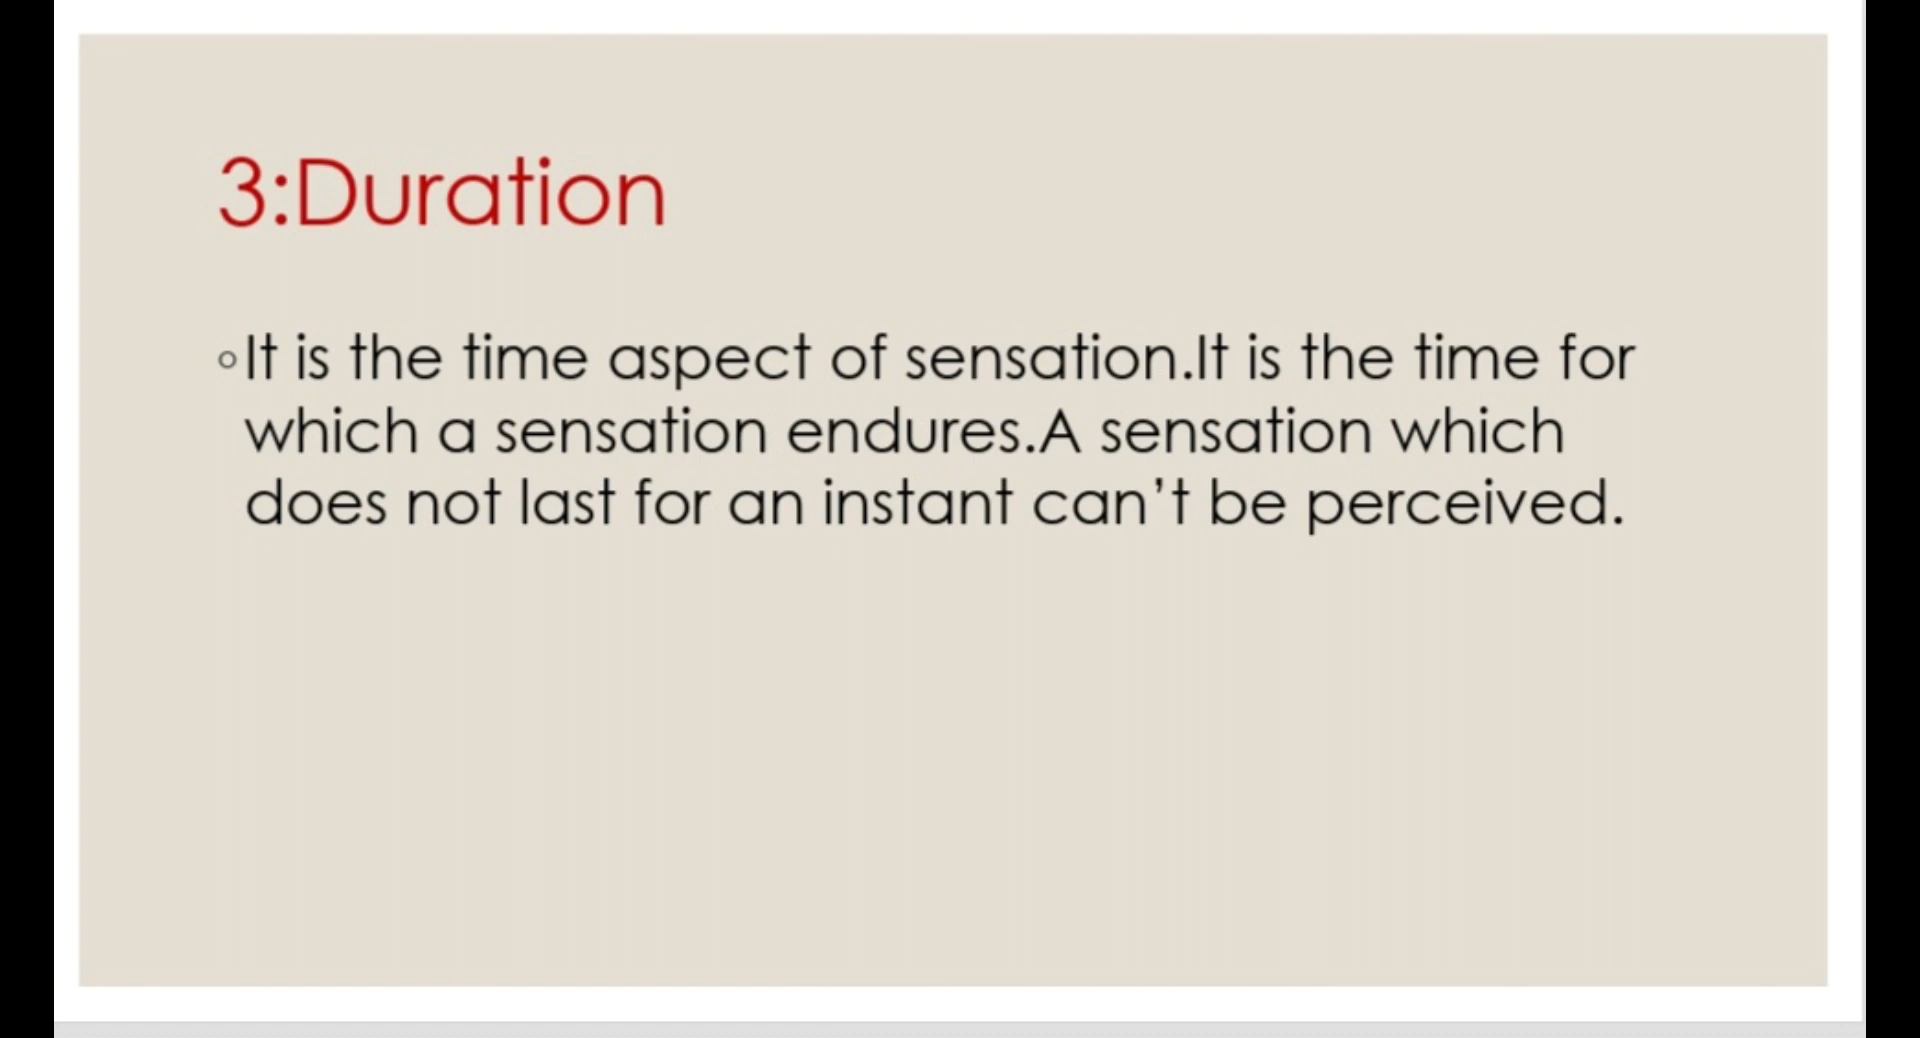 3:Duration
◦It is the time aspect of sensation.It is the time for
which a sensation endures.A sensation which
does not last for an instant can’t be perceived.